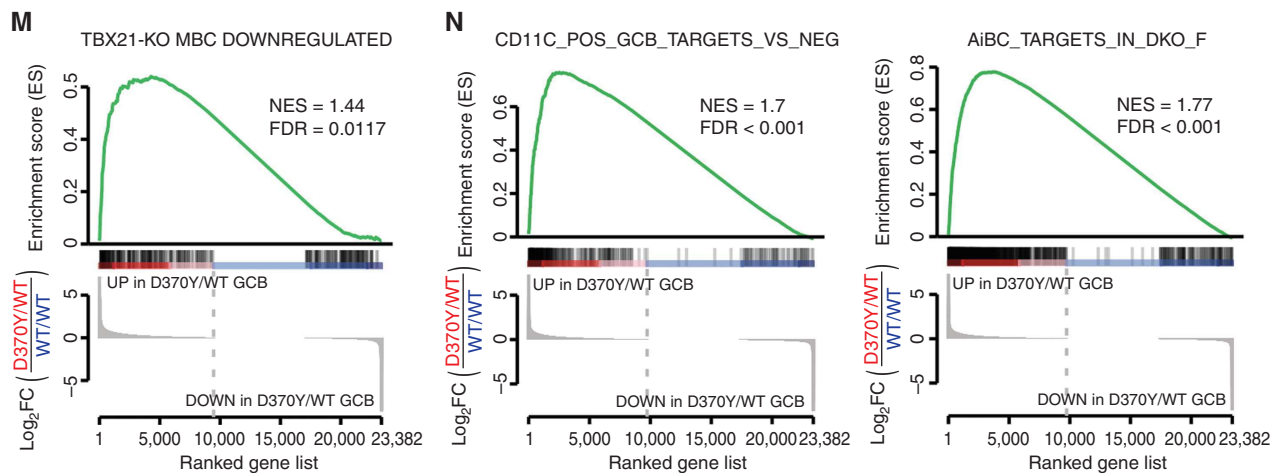 M
TBX21-KO MBC DOWNREGULATED
Enrichment score (ES)
0.5
0.4
0.2
0
NES = 1.44
FDR = 0.0117
UP in D370Y/WT GCB
DOWN in D370Y/WT GCB
Log2FC (D370Y/WT
WT/WT)
5
0
−5
1 5,000 10,000 15,000 20,000 23,382
Ranked gene list
N
CD11C_POS_GCB_TARGETS_VS_NEG
Enrichment score (ES)
0.6
0.4
0.2
0
NES = 1.7
FDR < 0.001
UP in D370Y/WT GCB
DOWN in D370Y/WT GCB
Log2FC (D370Y/WT
WT/WT)
5
0
−5
1 5,000 10,000 15,000 20,000 23,382
Ranked gene list
AiBC_TARGETS_IN_DKO_F
Enrichment score (ES)
0.8
0.6
0.4
0.2
0
NES = 1.77
FDR < 0.001
UP in D370Y/WT GCB
DOWN in D370Y/WT GCB
Log2FC (D370Y/WT
WT/WT)
5
0
−5
1 5,000 10,000 15,000 20,000 23,382
Ranked gene list